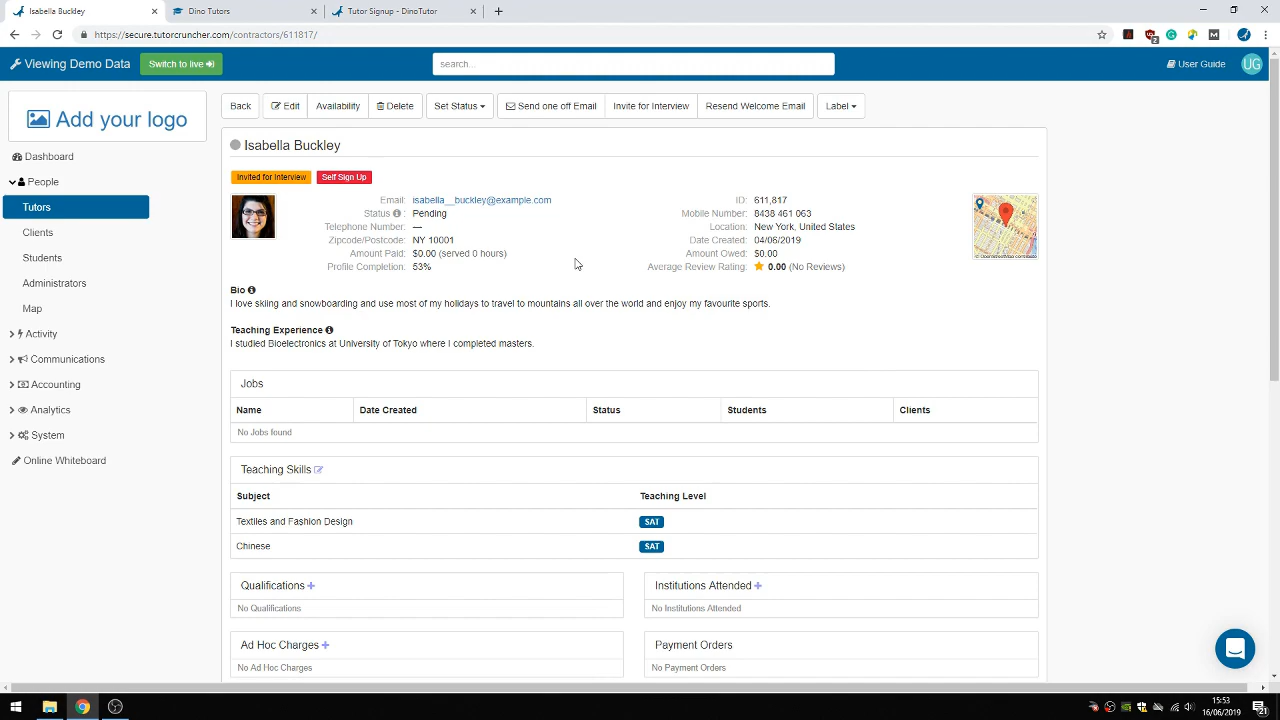 Isabella Buckley
Dino Tutors
Tutor Signup - DinoTutor
https://secure.tutorcruncher.com/contractors/611817/
Viewing Demo Data
Switch to live
search...
User Guide
UG
Add your logo
Back
Edit
Availability
Delete
Set Status
Send one off Email
Invite for Interview
Resend Welcome Email
Label
Dashboard
People
Tutors
Clients
Students
Administrators
Map
Activity
Communications
Accounting
Analytics
System
Online Whiteboard
Isabella Buckley
Invited for Interview Self Sign Up
Email: isabella__buckley@example.com
Status : Pending
Telephone Number: —
Zipcode/Postcode: NY 10001
Amount Paid: $0.00 (served 0 hours)
Profile Completion: 53%
ID: 611,817
Mobile Number: 8438 461 063
Location: New York, United States
Date Created: 04/06/2019
Amount Owed: $0.00
Average Review Rating: 0.00 (No Reviews)
Bio
I love skiing and snowboarding and use most of my holidays to travel to mountains all over the world and enjoy my favourite sports.
Teaching Experience
I studied Bioelectronics at University of Tokyo where I completed masters.
Jobs
Name Date Created Status Students Clients
No Jobs found
Teaching Skills
Subject Teaching Level
Textiles and Fashion Design SAT
Chinese SAT
Qualifications +
No Qualifications
Institutions Attended +
No Institutions Attended
Ad Hoc Charges +
No Ad Hoc Charges
Payment Orders
No Payment Orders
15:53
16/06/2019